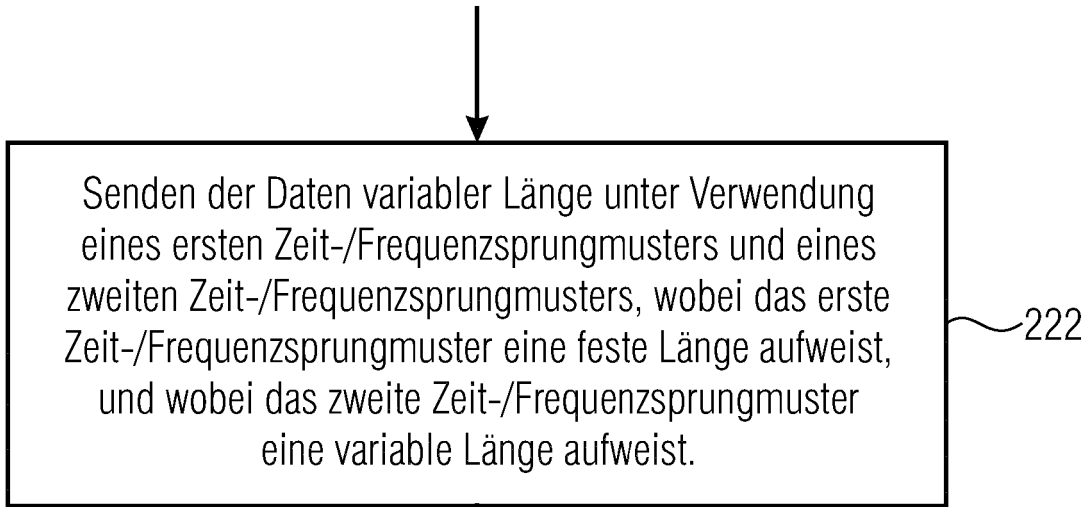 Senden der Daten variabler Länge unter Verwendung
eines ersten Zeit-/Frequenzsprungmusters und eines
zweiten Zeit-/Frequenzsprungmusters, wobei das erste
Zeit-/Frequenzsprungmuster eine feste Länge aufweist,
und wobei das zweite Zeit-/Frequenzsprungmuster
eine variable Länge aufweist.
222